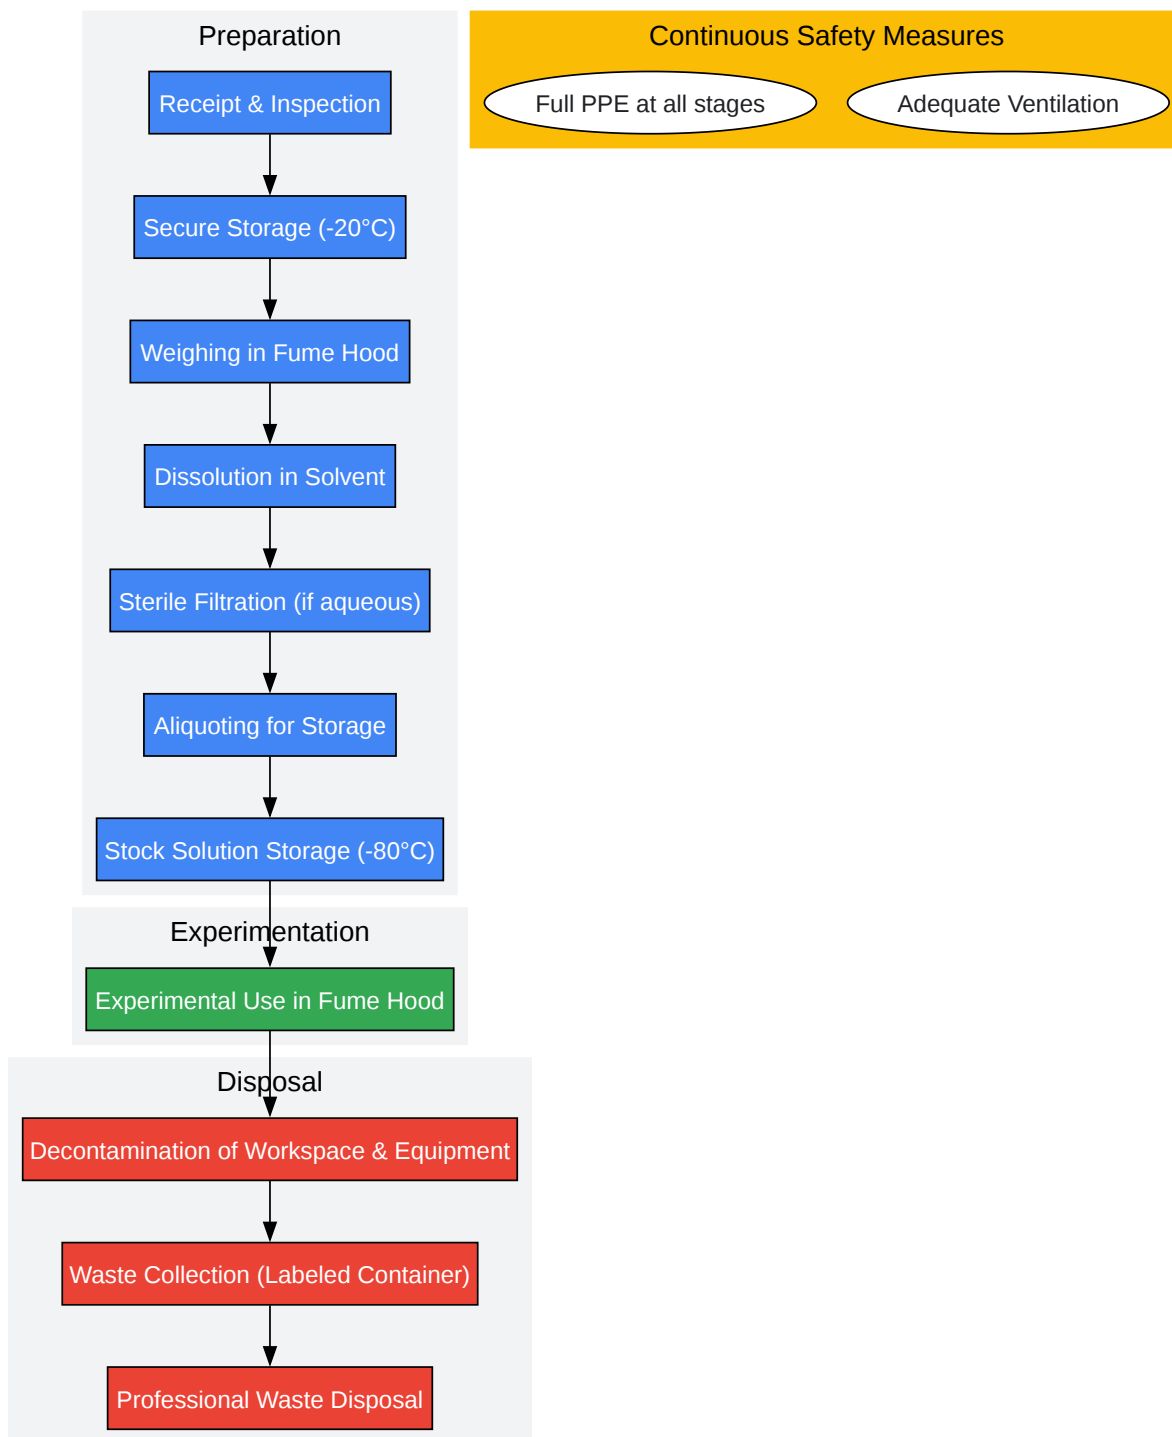 Preparation
Receipt & Inspection
Secure Storage (-20°C)
Weighing in Fume Hood
Dissolution in Solvent
Sterile Filtration (if aqueous)
Aliquoting for Storage
Stock Solution Storage (-80°C)
Experimentation
Experimental Use in Fume Hood
Disposal
Decontamination of Workspace & Equipment
Waste Collection (Labeled Container)
Professional Waste Disposal
Continuous Safety Measures
Full PPE at all stages
Adequate Ventilation